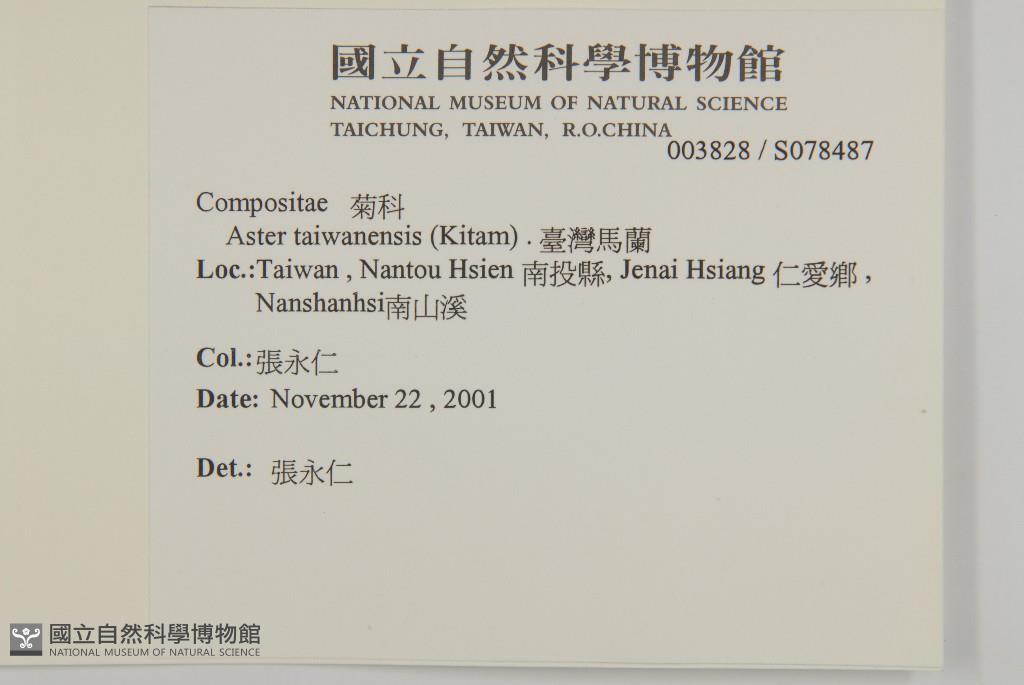 國立自然科學博物館
NATIONAL MUSEUM OF NATURAL SCIENCE
TAICHUNG, TAIWAN, R.O.CHINA
003828 / S078487
Compositae 菊科
Aster taiwanensis (Kitam) . 臺灣馬蘭
Loc.:Taiwan , Nantou Hsien 南投縣, Jenai Hsiang 仁愛鄉 ,
Nanshanhsi南山溪
Col.:張永仁
Date: November 22 , 2001
Det.: 張永仁
國立自然科學博物館
NATIONAL MUSEUM OF NATURAL SCIENCE